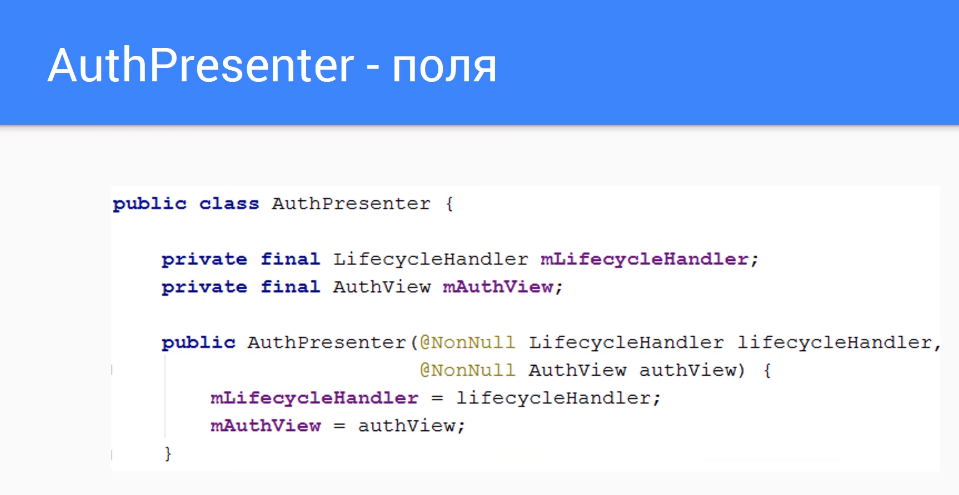 AuthPresenter - поля
public class AuthPresenter {
private final LifecycleHandler mLifecycleHandler;
private final AuthView mAuthView;
public AuthPresenter(@NonNull LifecycleHandler lifecycleHandler,
@NonNull AuthView authView) {
mLifecycleHandler = lifecycleHandler;
mAuthView = authView;
}